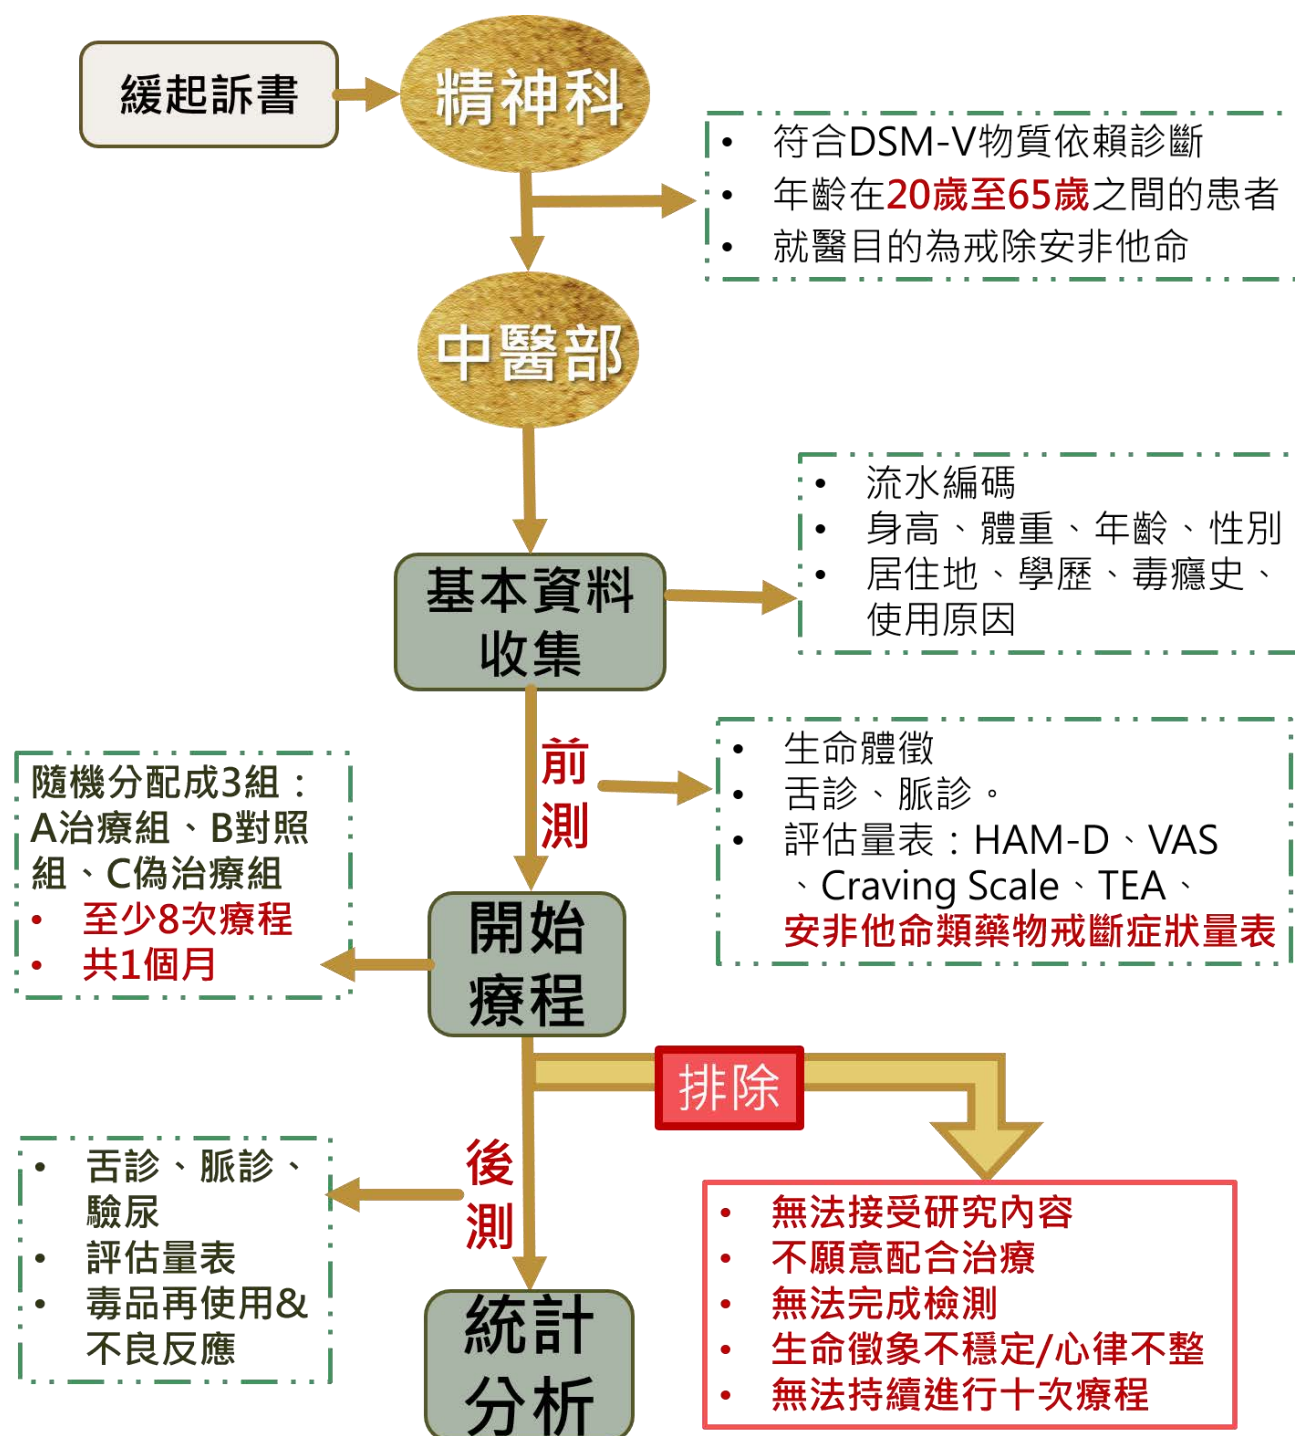 緩起訴書
精神科
• 符合DSM-V物質依賴診斷
• 年齡在20歲至65歲之間的患者
• 就醫目的為戒除安非他命
中醫部
• 流水編碼
• 身高、體重、年齡、性別
• 居住地、學歷、毒癮史、
使用原因
基本資料
收集
前
測
• 生命體徵
• 舌診、脈診。
• 評估量表：HAM-D、VAS
、Craving Scale、TEA、
安非他命類藥物戒斷症狀量表
隨機分配成3組：
A治療組、B對照
組、C偽治療組
• 至少8次療程
• 共1個月
開始
療程
排除
後
測
• 舌診、脈診、
驗尿
• 評估量表
• 毒品再使用&
不良反應
• 無法接受研究內容
• 不願意配合治療
• 無法完成檢測
• 生命徵象不穩定/心律不整
• 無法持續進行十次療程
統計
分析